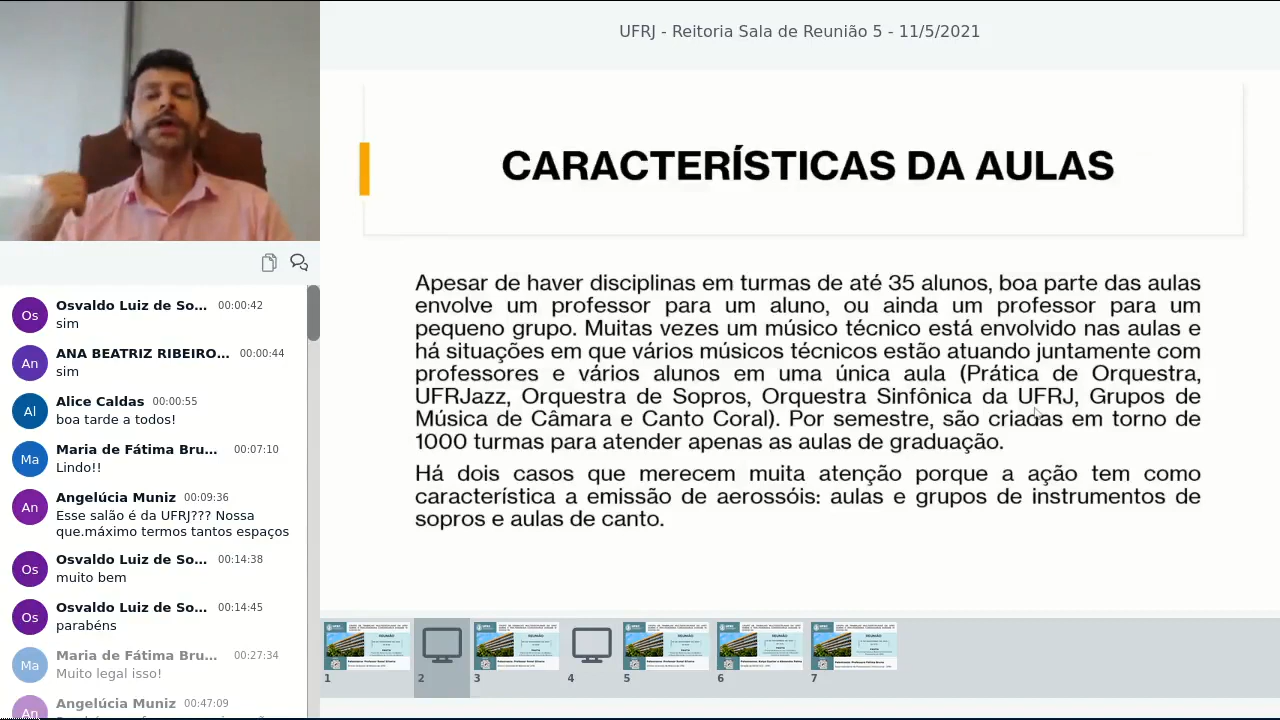 UFRJ - Reitoria Sala de Reunião 5 - 11/5/2021
CARACTERÍSTICAS DA AULAS
Apesar de haver disciplinas em turmas de até 35 alunos, boa parte das aulas
envolve um professor para um aluno, ou ainda um professor para um
pequeno grupo. Muitas vezes um músico técnico está envolvido nas aulas e
há situações em que vários músicos técnicos estão atuando juntamente com
professores e vários alunos em uma única aula (Prática de Orquestra,
UFRJazz, Orquestra de Sopros, Orquestra Sinfônica da UFRJ, Grupos de
Música de Câmara e Canto Coral). Por semestre, são criadas em torno de
1000 turmas para atender apenas as aulas de graduação.
Há dois casos que merecem muita atenção porque a ação tem como
característica a emissão de aerossóis: aulas e grupos de instrumentos de
sopros e aulas de canto.
Os Osvaldo Luiz de So... 00:00:42
sim
An ANA BEATRIZ RIBEIRO... 00:00:44
sim
Al Alice Caldas 00:00:55
boa tarde a todos!
Ma Maria de Fátima Bru... 00:07:10
Lindo!!
An Angelúcia Muniz 00:09:36
Esse salão é da UFRJ??? Nossa
que.máximo termos tantos espaços
Os Osvaldo Luiz de So... 00:14:38
muito bem
Os Osvaldo Luiz de So... 00:14:45
parabéns
Ma Maria de Fátima Bru... 00:27:34
Muito legal isso!
An Angelúcia Muniz 00:47:09
1 2 3 4 5 6 7